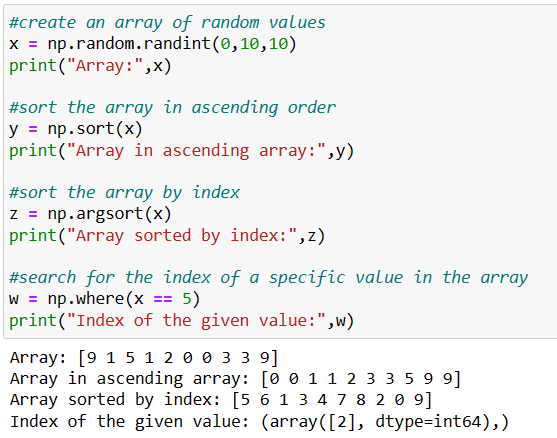 #create an array of random values
x = np.random.randint(0,10,10)
print("Array:",x)
#sort the array in ascending order
y = np.sort(x)
print("Array in ascending array:",y)
#sort the array by index
z = np.argsort(x)
print("Array sorted by index:",z)
#search for the index of a specific value in the array
w = np.where(x == 5)
print("Index of the given value:",w)
Array: [9 1 5 1 2 0 0 3 3 9]
Array in ascending array: [0 0 1 1 2 3 3 5 9 9]
Array sorted by index: [5 6 1 3 4 7 8 2 0 9]
Index of the given value: (array([2], dtype=int64),)